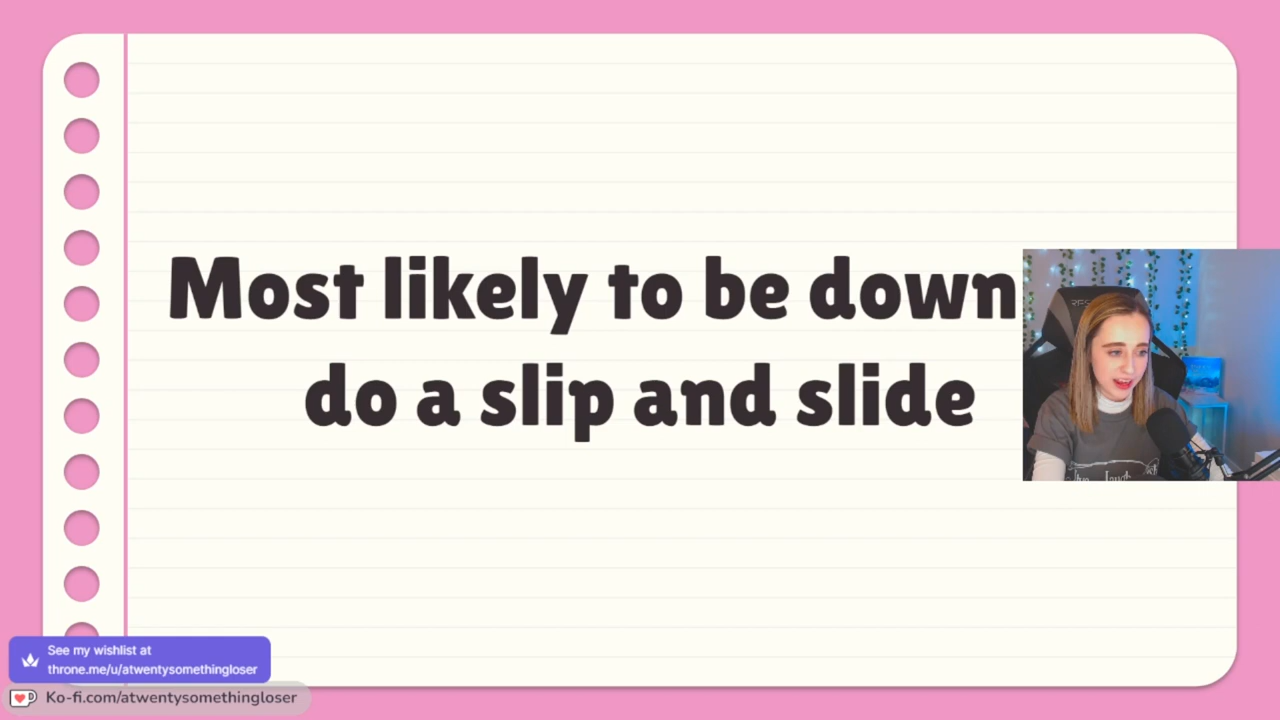 Most likely to be down
do a slip and slide
See my wishlist at
throne.me/u/atwentysomethingloser
Ko-fi.com/atwentysomethingloser